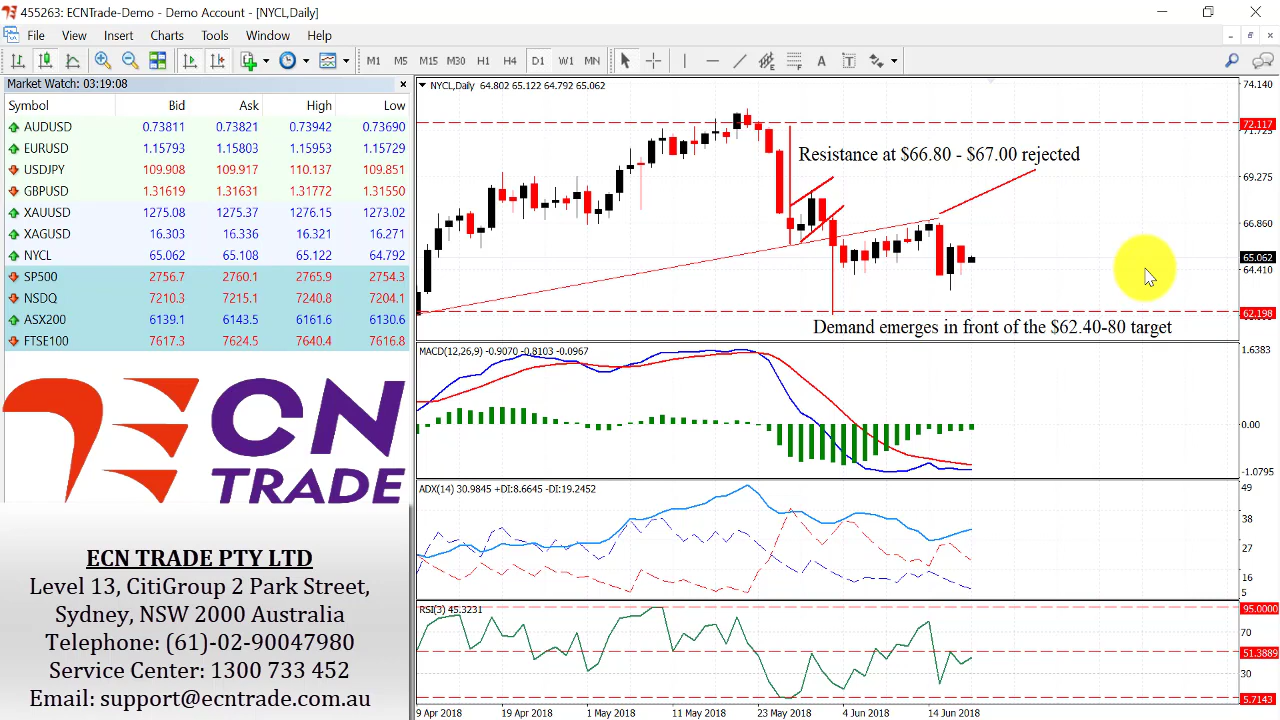 455263: ECNTrade-Demo - Demo Account - [NYCL,Daily]
File View Insert Charts Tools Window Help
M1 M5 M15 M30 H1 H4 D1 W1 MN
Market Watch: 03:19:08
Symbol Bid Ask High Low
AUDUSD 0.73811 0.73821 0.73942 0.73690
EURUSD 1.15793 1.15803 1.15953 1.15729
USDJPY 109.908 109.917 110.137 109.851
GBPUSD 1.31619 1.31631 1.31772 1.31550
XAUUSD 1275.08 1275.37 1276.15 1273.02
XAGUSD 16.303 16.336 16.321 16.271
NYCL 65.062 65.108 65.122 64.792
SP500 2756.7 2760.1 2765.9 2754.3
NSDQ 7210.3 7215.1 7240.8 7204.1
ASX200 6139.1 6143.5 6161.6 6130.6
FTSE100 7617.3 7624.5 7640.4 7616.8
ECN
TRADE
ECN TRADE PTY LTD
Level 13, CitiGroup 2 Park Street,
Sydney, NSW 2000 Australia
Telephone: (61)-02-90047980
Service Center: 1300 733 452
Email: support@ecntrade.com.au
NYCL,Daily 64.802 65.122 64.792 65.062
Resistance at $66.80 - $67.00 rejected
Demand emerges in front of the $62.40-80 target
74.140
72.117
69.275
66.860
65.062
64.410
62.198
MACD(12,26,9) -0.9070 -0.8103 -0.0967
1.6383
0.00
-1.0795
ADX(14) 30.9845 +DI:8.6645 -DI:19.2452
49
38
27
16
5
RSI(3) 45.3231
95.0000
70
51.3889
30
5.7143
9 Apr 2018 19 Apr 2018 1 May 2018 11 May 2018 23 May 2018 4 Jun 2018 14 Jun 2018